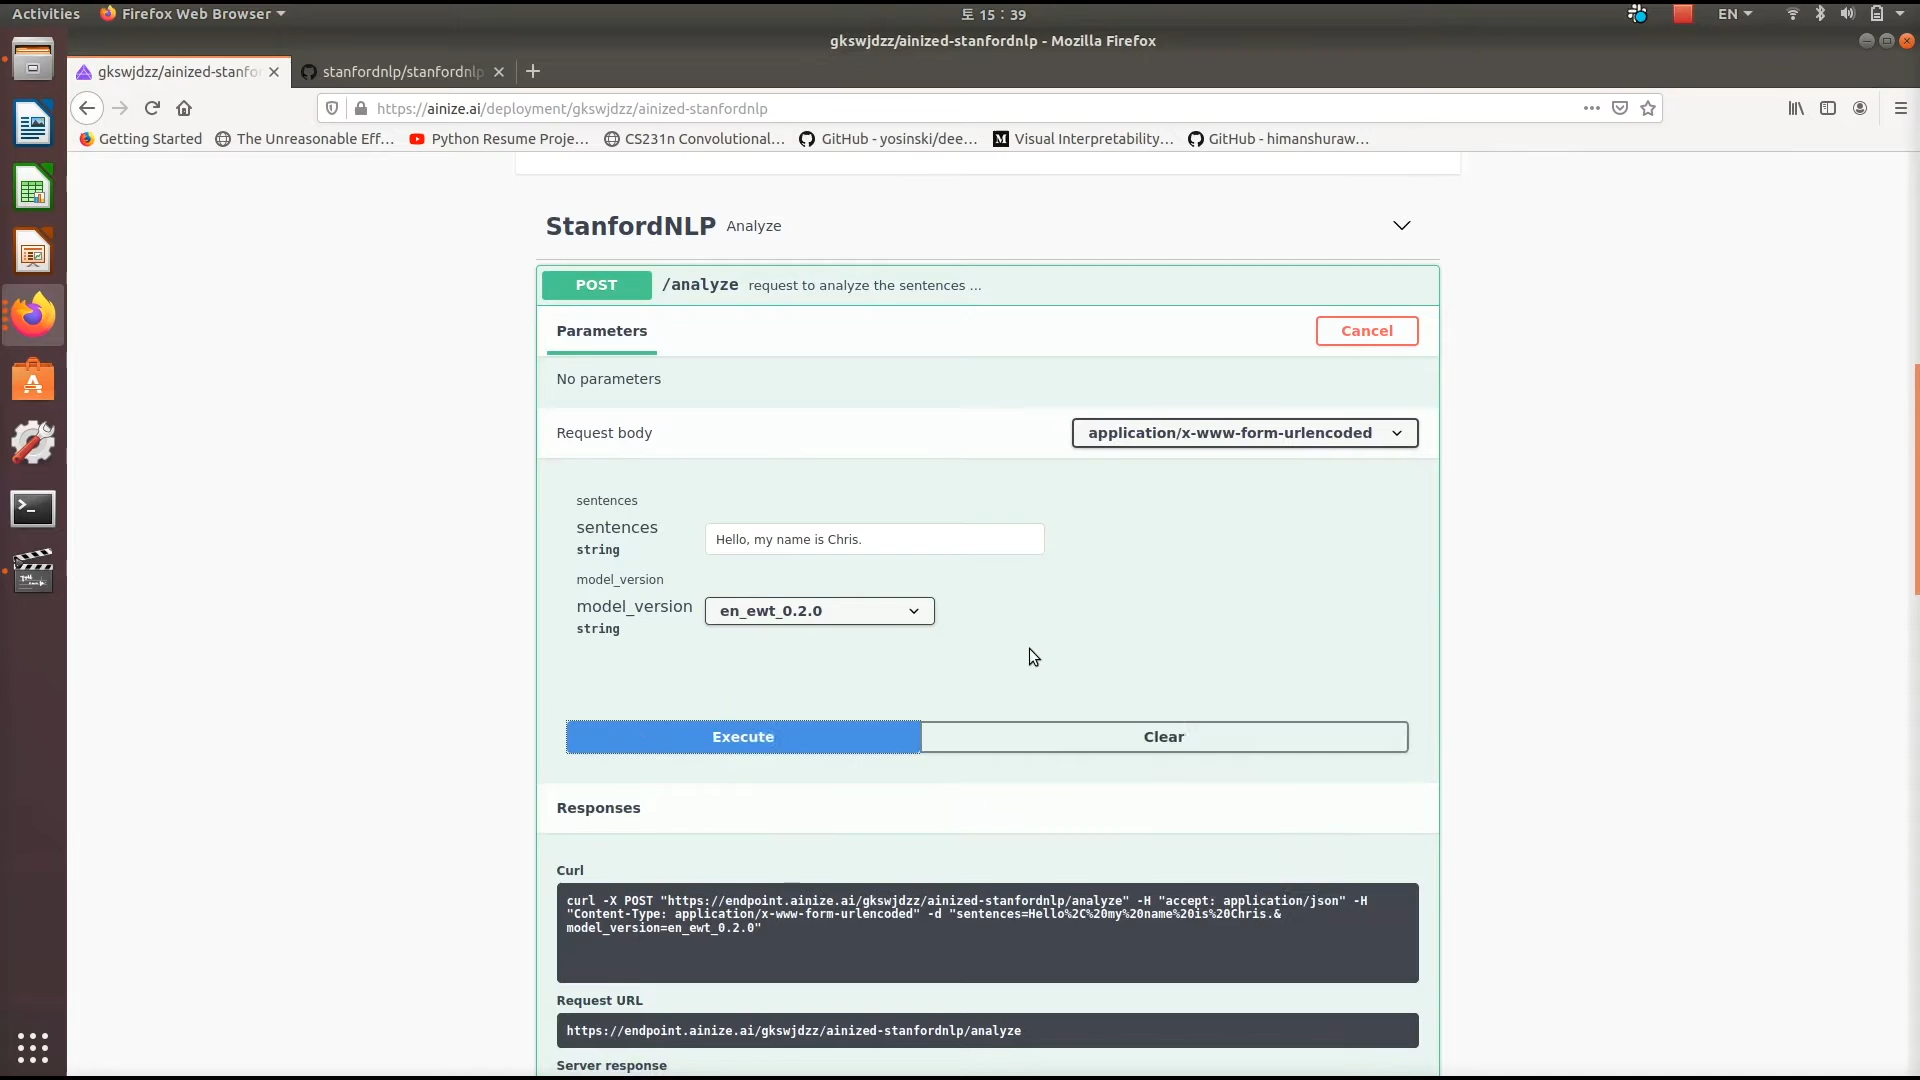 Activities
Firefox Web Browser
토 15 : 39
EN
gkswjdzz/ainized-stanfordnlp - Mozilla Firefox
gkswjdzz/ainized-stanfo
stanfordnlp/stanfordnlp
https://ainize.ai/deployment/gkswjdzz/ainized-stanfordnlp
Getting Started
The Unreasonable Eff…
Python Resume Proje…
CS231n Convolutional…
GitHub - yosinski/dee…
M
Visual Interpretability…
GitHub - himanshuraw…
StanfordNLP Analyze
POST /analyze request to analyze the sentences ...
Parameters
Cancel
No parameters
Request body
application/x-www-form-urlencoded
sentences
sentences
string
Hello, my name is Chris.
model_version
model_version
string
en_ewt_0.2.0
Execute
Clear
Responses
Curl
curl -X POST "https://endpoint.ainize.ai/gkswjdzz/ainized-stanfordnlp/analyze" -H "accept: application/json" -H
"Content-Type: application/x-www-form-urlencoded" -d "sentences=Hello%2C%20my%20name%20is%20Chris.&
model_version=en_ewt_0.2.0"
Request URL
https://endpoint.ainize.ai/gkswjdzz/ainized-stanfordnlp/analyze
Server response